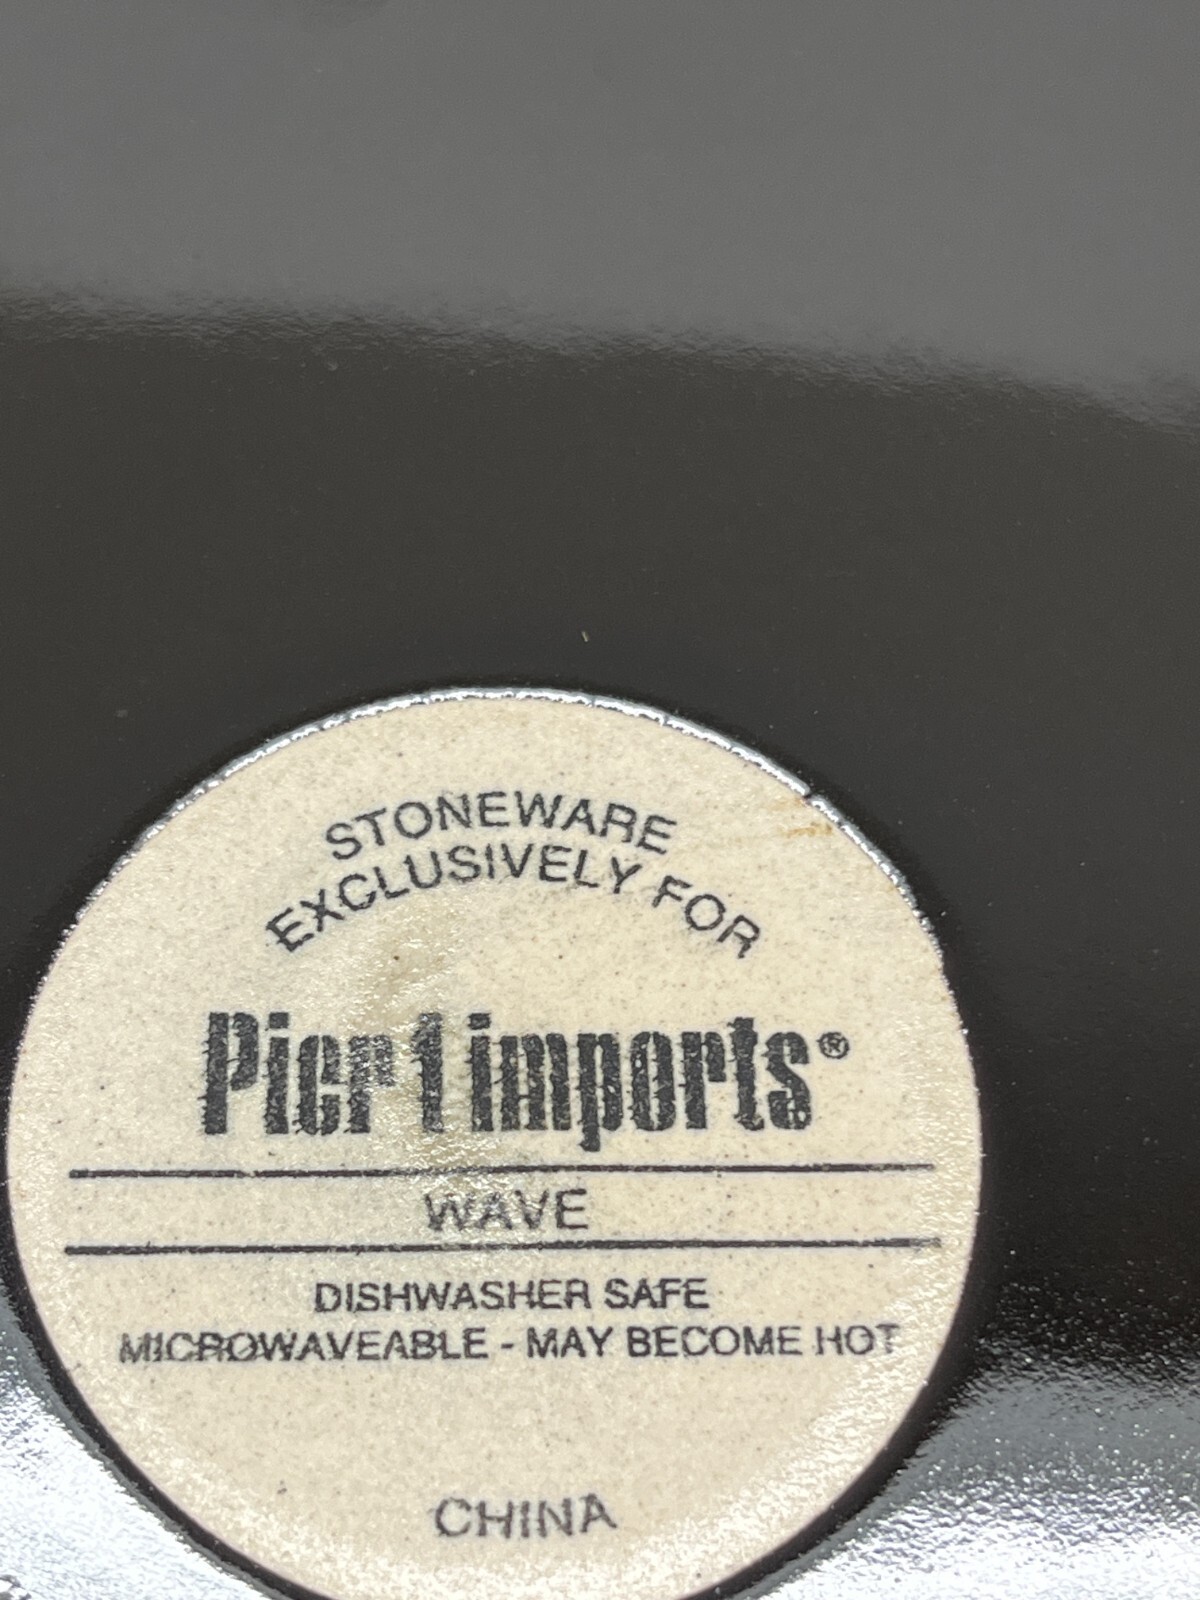 STONEWARE
EXCLUSIVELY FOR
Pier 1 imports®
WAVE
DISHWASHER SAFE
MICROWAVEABLE - MAY BECOME HOT
CHINA